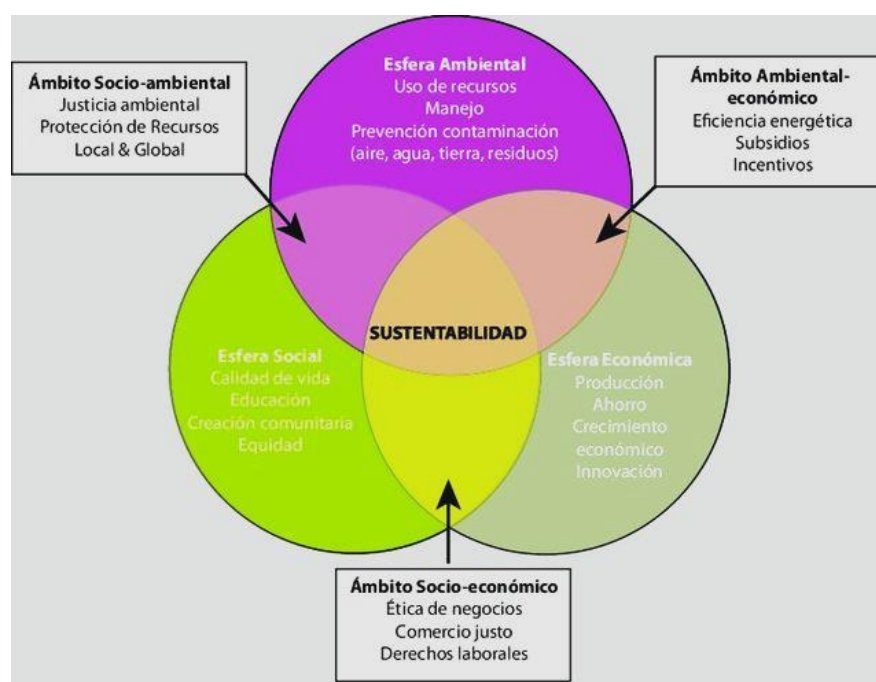 Esfera Ambiental
Uso de recursos
Manejo
Prevención contaminación
(aire, agua, tierra, residuos)
Ámbito Socio-ambiental
Justicia ambiental
Protección de Recursos
Local & Global
Ámbito Ambiental-
económico
Eficiencia energética
Subsidios
Incentivos
SUSTENTABILIDAD
Esfera Social
Calidad de vida
Educación
Creación comunitaria
Equidad
Esfera Económica
Producción
Ahorro
Crecimiento
económico
Innovación
Ámbito Socio-económico
Ética de negocios
Comercio justo
Derechos laborales